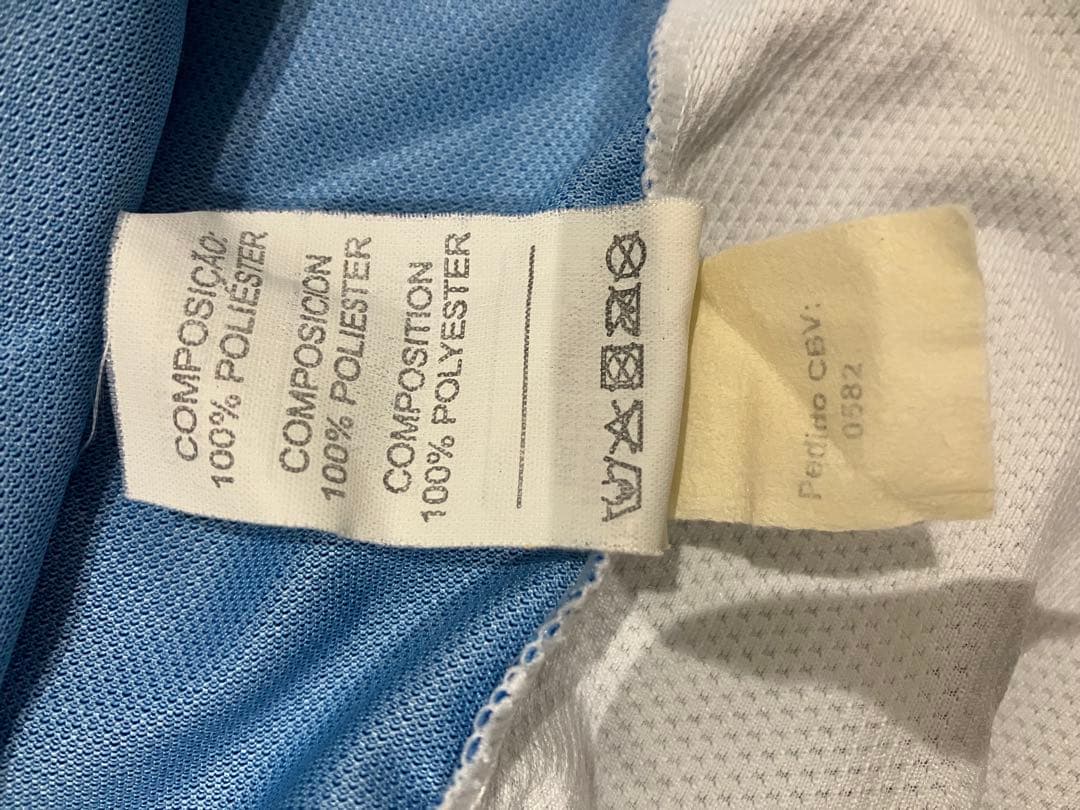 COMPOSIÇÃO:
100% POLIÉSTER
COMPOSICION
100% POLIESTER
COMPOSITION
100% POLYESTER
Pedido CBV:
0582